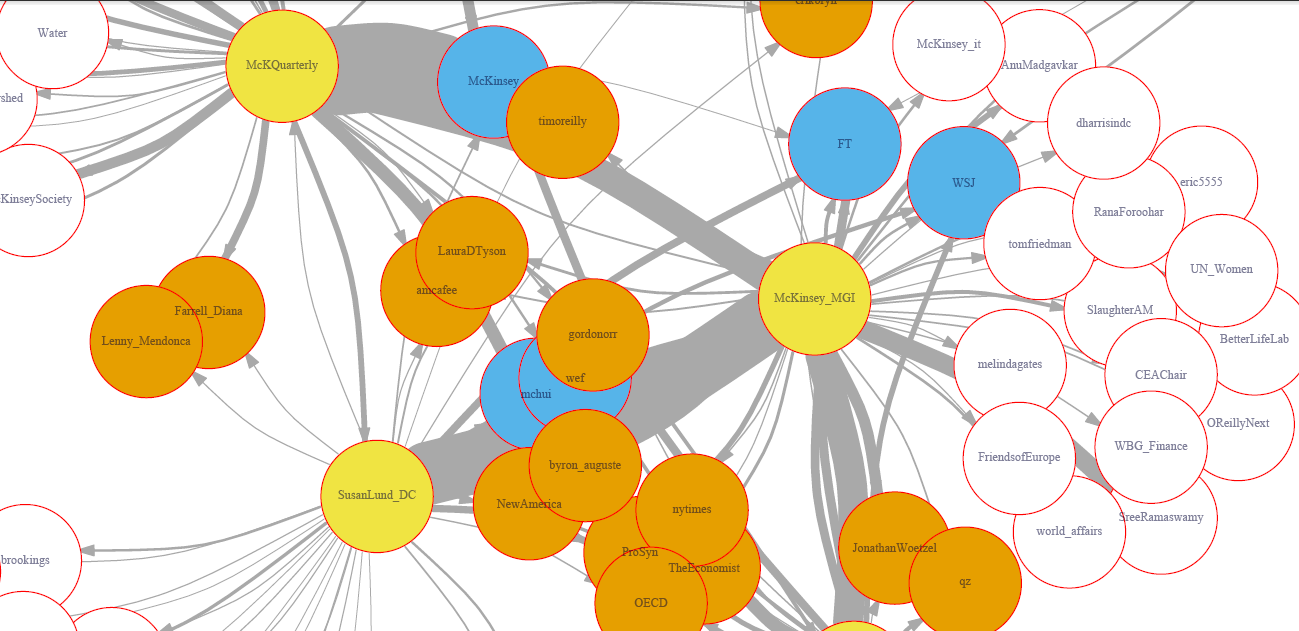 Water
McKQuarterly
McKinsey
timoreilly
McKinsey_it
AnuMadgavkar
dharrisindc
FT
WSJ
eric5555
RanaForoohar
tomfriedman
UN_Women
KinseySociety
LauraDTyson
amcafee
McKinsey_MGI
SlaughterAM
BetterLifeLab
Farrell_Diana
Lenny_Mendonca
gordonorr
wef
mchui
melindagates
CEAChair
OReillyNext
WBG_Finance
FriendsofEurope
byron_auguste
SusanLund_DC
NewAmerica
nytimes
SreeRamaswamy
world_affairs
JonathanWoetzel
ProSyn
TheEconomist
qz
OECD
brookings
shed